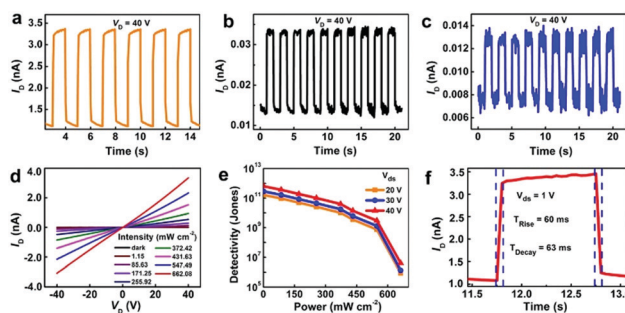 a
V_D = 40 V
I_D (nA)
3.5
3.0
2.5
2.0
1.5
4 6 8 10 12 14
Time (s)
b
V_D = 40 V
I_D (nA)
0.03
0.02
0.01
0 5 10 15 20
Time (s)
c
V_D = 40 V
I_D (nA)
0.014
0.012
0.010
0.008
0.006
0 5 10 15 20
Time (s)
d
I_D (nA)
4.0
2.0
0.0
-2.0
-4.0
Intensity (mW cm⁻²)
dark
1.15
85.63
171.25
255.92
372.42
431.63
547.49
662.08
-40 -20 0 20 40
V_D (V)
e
Detectivity (Jones)
10¹³
10¹¹
10⁹
10⁷
10⁵
V_ds
20 V
30 V
40 V
0 150 300 450 600
Power (mW cm⁻²)
f
I_D (nA)
3.5
3.0
2.5
2.0
1.5
1.0
V_ds = 1 V
T_Rise = 60 ms
T_Decay = 63 ms
11.5 12.0 12.5 13.0
Time (s)